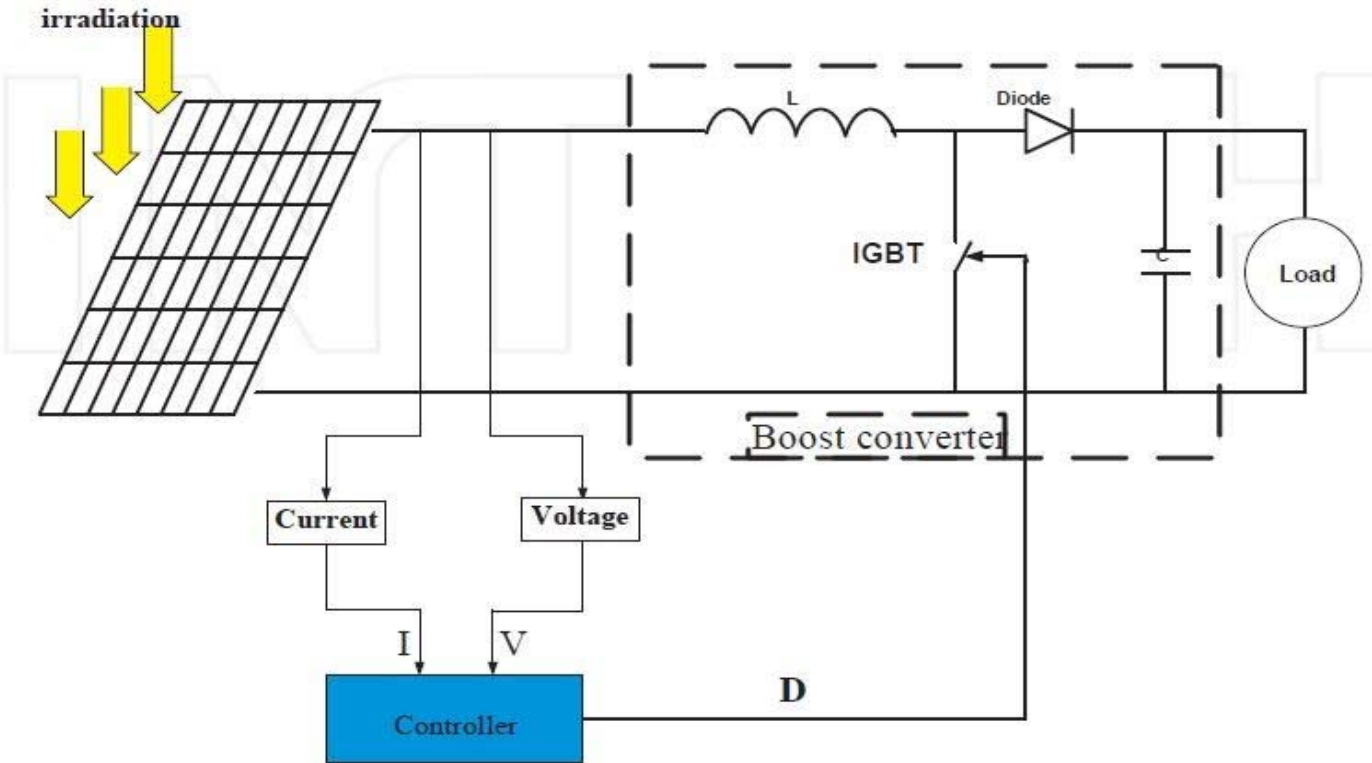 irradiation
L
Diode
IGBT
C
Load
Boost converter
Current
Voltage
I
V
D
Controller